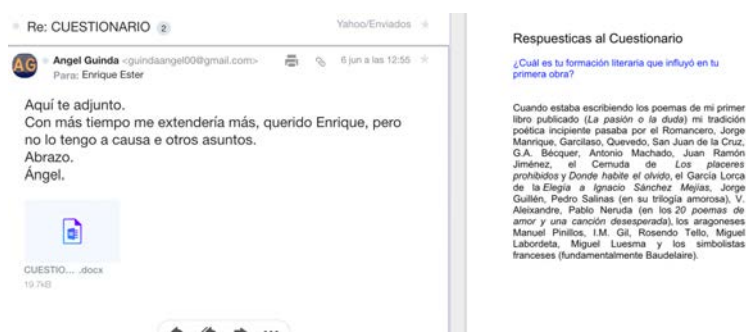 Re: CUESTIONARIO 2
Yahoo/Enviados
AG
Angel Guinda <guindaangel00@gmail.com>
6 jun a las 12:55
Para: Enrique Ester
Aquí te adjunto.
Con más tiempo me extendería más, querido Enrique, pero
no lo tengo a causa e otros asuntos.
Abrazo.
Ángel.
CUESTIO... .docx
19.7kB
Respuesticas al Cuestionario
¿Cuál es tu formación literaria que influyó en tu
primera obra?
Cuando estaba escribiendo los poemas de mi primer
libro publicado (La pasión o la duda) mi tradición
poética incipiente pasaba por el Romancero, Jorge
Manrique, Garcilaso, Quevedo, San Juan de la Cruz,
G.A. Bécquer, Antonio Machado, Juan Ramón
Jiménez, el Cernuda de Los placeres
prohibidos y Donde habite el olvido, el García Lorca
de la Elegía a Ignacio Sánchez Mejías, Jorge
Guillén, Pedro Salinas (en su trilogía amorosa), V.
Aleixandre, Pablo Neruda (en los 20 poemas de
amor y una canción desesperada), los aragoneses
Manuel Pinillos, I.M. Gil, Rosendo Tello, Miguel
Labordeta, Miguel Luesma y los simbolistas
franceses (fundamentalmente Baudelaire).